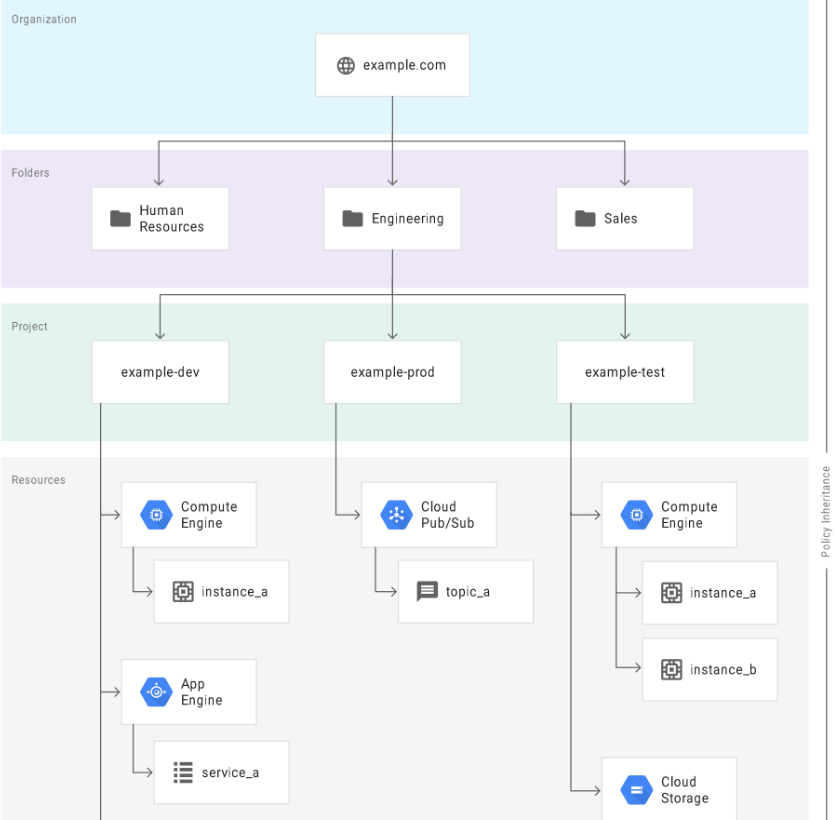 Organization
example.com
Folders
Human
Resources
Engineering
Sales
Project
example-dev
example-prod
example-test
Resources
Compute
Engine
Cloud
Pub/Sub
Compute
Engine
instance_a
topic_a
instance_a
instance_b
App
Engine
service_a
Cloud
Storage
Policy Inheritance